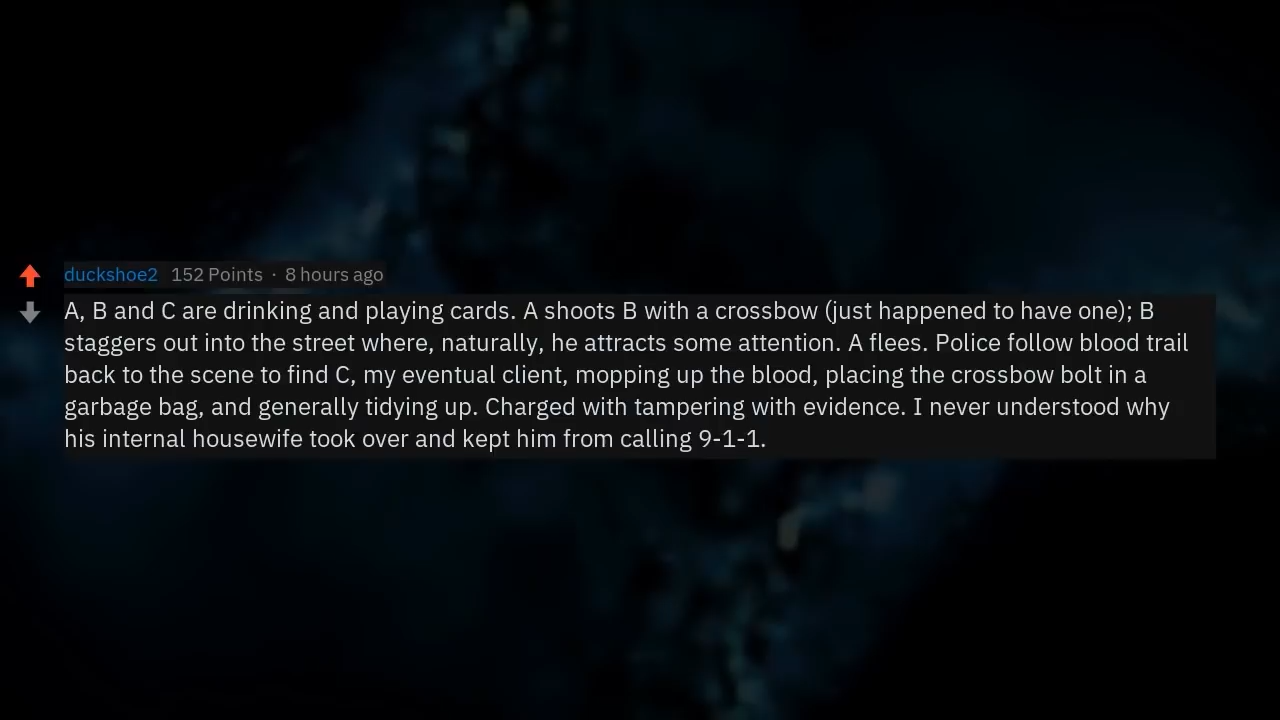 duckshoe2 152 Points · 8 hours ago
A, B and C are drinking and playing cards. A shoots B with a crossbow (just happened to have one); B
staggers out into the street where, naturally, he attracts some attention. A flees. Police follow blood trail
back to the scene to find C, my eventual client, mopping up the blood, placing the crossbow bolt in a
garbage bag, and generally tidying up. Charged with tampering with evidence. I never understood why
his internal housewife took over and kept him from calling 9-1-1.